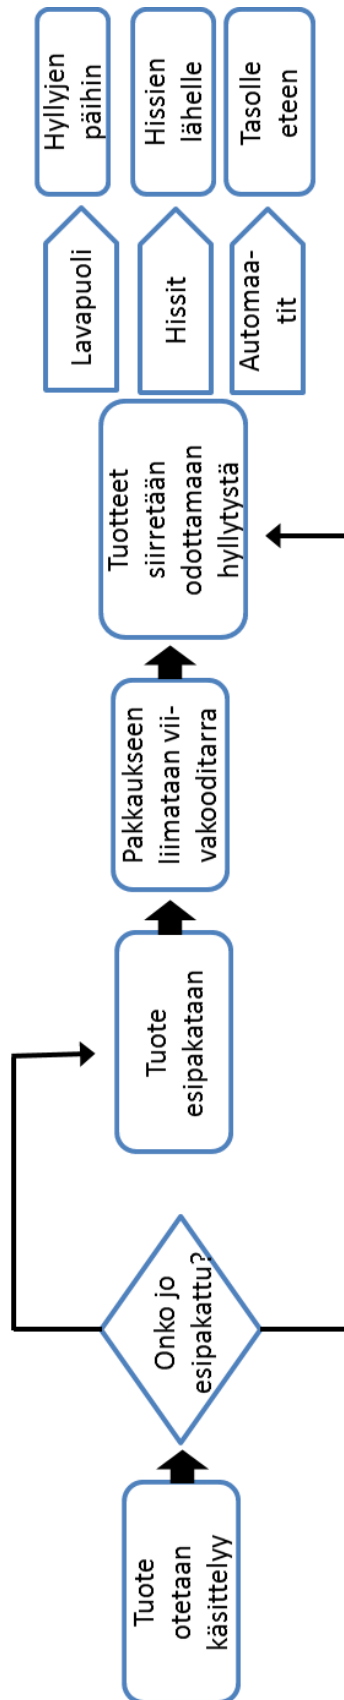 Tuote
otetaan
käsittelyy
Onko jo
esipakattu?
Tuote
esipakataan
Pakkaukseen
liimataan vii-
vakooditarra
Tuotteet
siirretään
odottamaan
hyllytystä
Lavapuoli
Hyllyjen
päihin
Hissit
Hissien
lähelle
Automaa-
tit
Tasolle
eteen